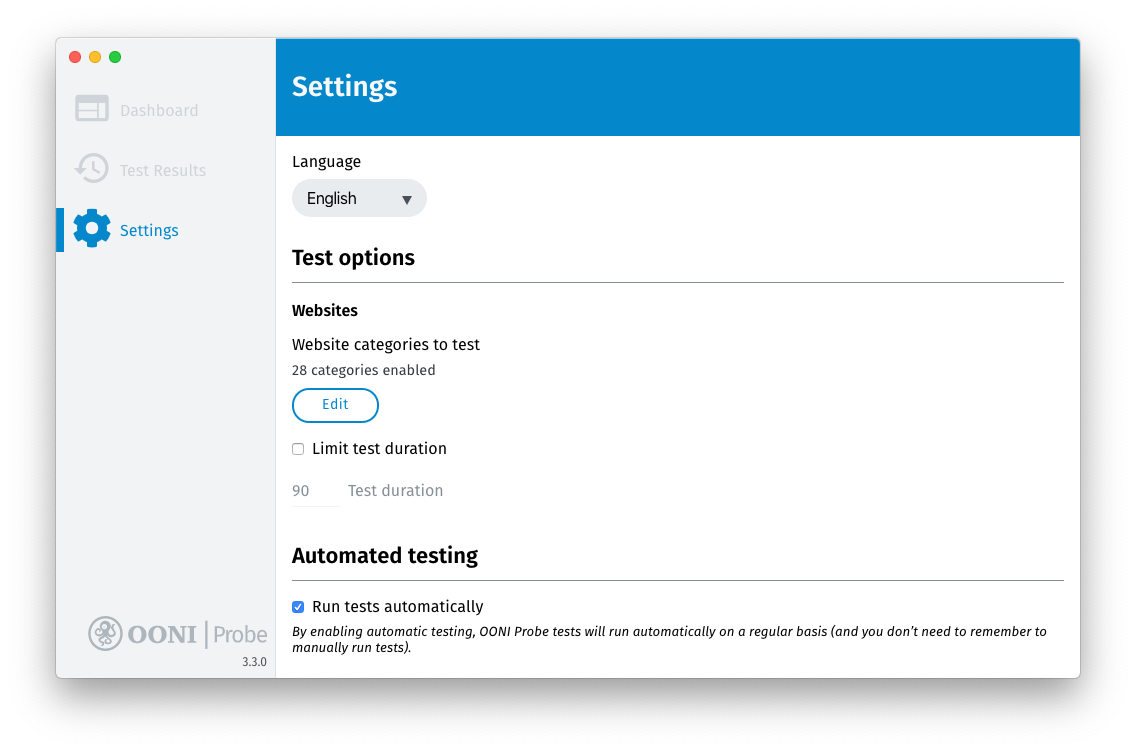 Dashboard
Test Results
Settings
OONI Probe
3.3.0
Settings
Language
English
Test options
Websites
Website categories to test
28 categories enabled
Edit
Limit test duration
90 Test duration
Automated testing
Run tests automatically
By enabling automatic testing, OONI Probe tests will run automatically on a regular basis (and you don’t need to remember to
manually run tests).